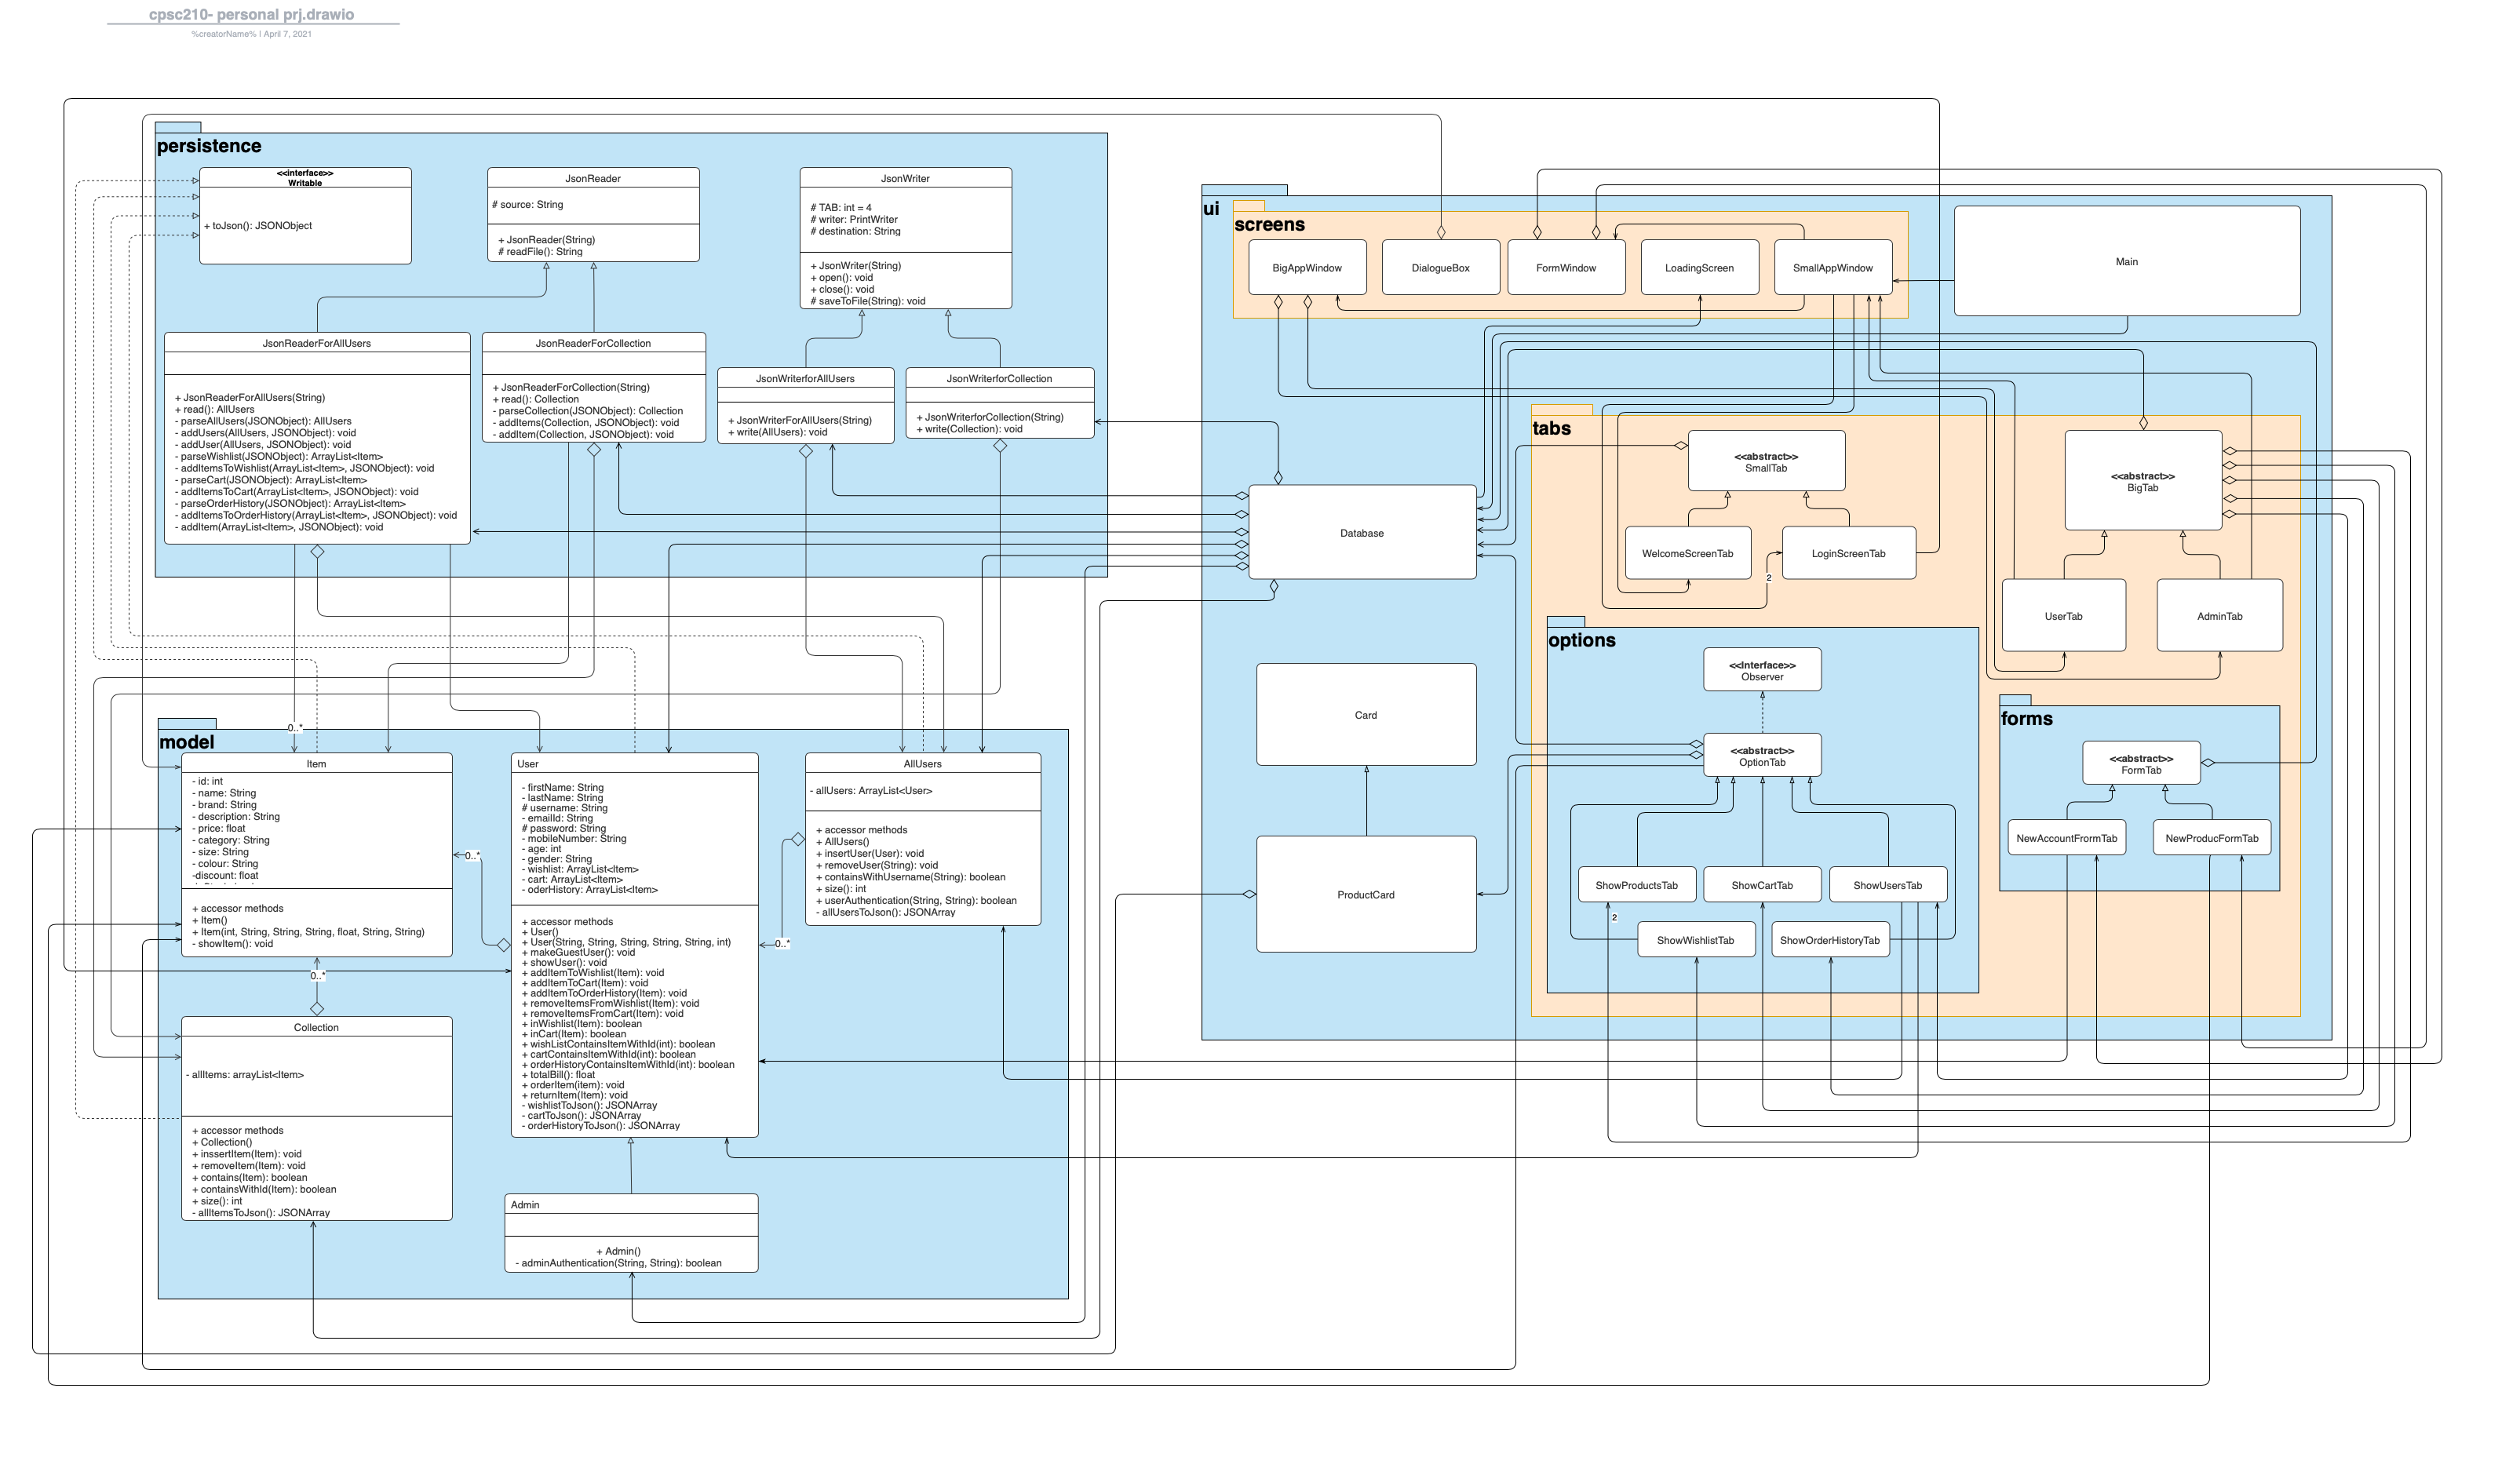 cpsc210- personal prj.drawio
%creatorName% | April 7, 2021
persistence
<<interface>>
Writable
+ toJson(): JSONObject
JsonReader
# source: String
+ JsonReader(String)
# readFile(): String
JsonWriter
# TAB: int = 4
# writer: PrintWriter
# destination: String
+ JsonWriter(String)
+ open(): void
+ close(): void
# saveToFile(String): void
JsonReaderForAllUsers
+ JsonReaderForAllUsers(String)
+ read(): AllUsers
- parseAllUsers(JSONObject): AllUsers
- addUsers(AllUsers, JSONObject): void
- addUser(AllUsers, JSONObject): void
- parseWishlist(JSONObject): ArrayList<Item>
- addItemsToWishlist(ArrayList<Item>, JSONObject): void
- parseCart(JSONObject): ArrayList<Item>
- addItemsToCart(ArrayList<Item>, JSONObject): void
- parseOrderHistory(JSONObject): ArrayList<Item>
- addItemsToOrderHistory(ArrayList<Item>, JSONObject): void
- addItem(ArrayList<Item>, JSONObject): void
JsonReaderForCollection
+ JsonReaderForCollection(String)
+ read(): Collection
- parseCollection(JSONObject): Collection
- addItems(Collection, JSONObject): void
- addItem(Collection, JSONObject): void
JsonWriterforAllUsers
+ JsonWriterForAllUsers(String)
+ write(AllUsers): void
JsonWriterforCollection
+ JsonWriterforCollection(String)
+ write(Collection): void
model
0..*
Item
- id: int
- name: String
- brand: String
- description: String
- price: float
- category: String
- size: String
- colour: String
-discount: float
+ accessor methods
+ Item()
+ Item(int, String, String, String, float, String, String)
- showItem(): void
0..*
0..*
Collection
- allItems: arrayList<Item>
+ accessor methods
+ Collection()
+ inssertItem(Item): void
+ removeItem(Item): void
+ contains(Item): boolean
+ containsWithId(Item): boolean
+ size(): int
- allItemsToJson(): JSONArray
User
- firstName: String
- lastName: String
# username: String
- emailId: String
# password: String
- mobileNumber: String
- age: int
- gender: String
- wishlist: ArrayList<Item>
- cart: ArrayList<Item>
- oderHistory: ArrayList<Item>
+ accessor methods
+ User()
+ User(String, String, String, String, String, int)
+ makeGuestUser(): void
+ showUser(): void
+ addItemToWishlist(Item): void
+ addItemToCart(Item): void
+ addItemToOrderHistory(Item): void
+ removeItemsFromWishlist(Item): void
+ removeItemsFromCart(Item): void
+ inWishlist(Item): boolean
+ inCart(Item): boolean
+ wishListContainsItemWithId(int): boolean
+ cartContainsItemWithId(int): boolean
+ orderHistoryContainsItemWithId(int): boolean
+ totalBill(): float
+ orderItem(item): void
+ returnItem(Item): void
- wishlistToJson(): JSONArray
- cartToJson(): JSONArray
- orderHistoryToJson(): JSONArray
AllUsers
- allUsers: ArrayList<User>
+ accessor methods
+ AllUsers()
+ insertUser(User): void
+ removeUser(String): void
+ containsWithUsername(String): boolean
+ size(): int
+ userAuthentication(String, String): boolean
- allUsersToJson(): JSONArray
0..*
Admin
+ Admin()
- adminAuthentication(String, String): boolean
ui
screens
BigAppWindow
DialogueBox
FormWindow
LoadingScreen
SmallAppWindow
Main
Database
Card
ProductCard
tabs
<<abstract>>
SmallTab
WelcomeScreenTab
LoginScreenTab
2
<<abstract>>
BigTab
UserTab
AdminTab
options
<<Interface>>
Observer
<<abstract>>
OptionTab
ShowProductsTab
ShowCartTab
ShowUsersTab
2
ShowWishlistTab
ShowOrderHistoryTab
forms
<<abstract>>
FormTab
NewAccountFrormTab
NewProducFormTab